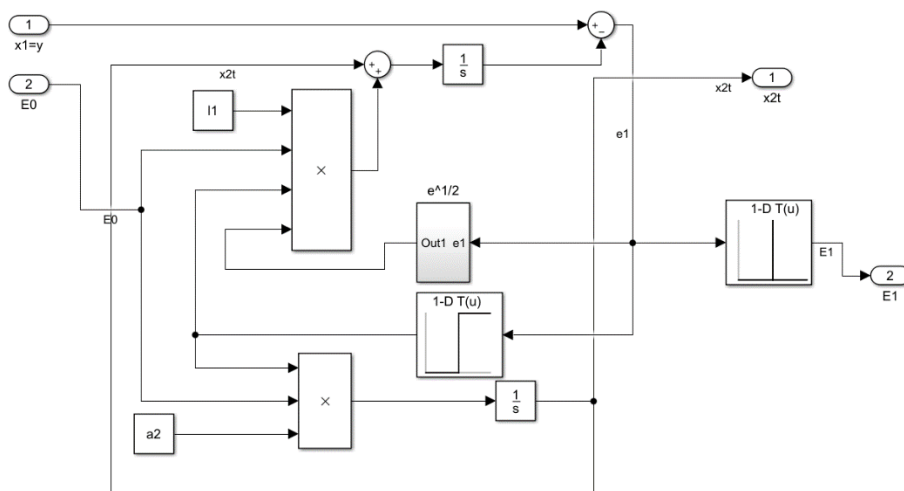 1
x1=y
2
E0
x2t
+
−
+
+
1
s
l1
×
E0
e^1/2
Out1 e1
e1
x2t
1
x2t
1-D T(u)
E1
2
E1
1-D T(u)
×
a2
1
s